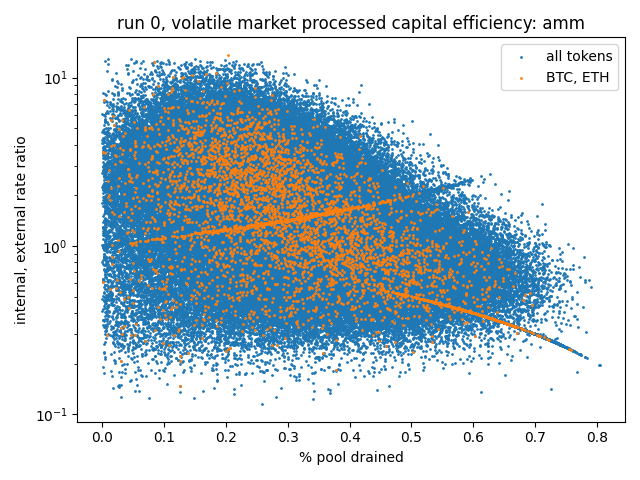 run 0, volatile market processed capital efficiency: amm
all tokens
BTC, ETH
internal, external rate ratio
10¹
10⁰
10⁻¹
0.0 0.1 0.2 0.3 0.4 0.5 0.6 0.7 0.8
% pool drained